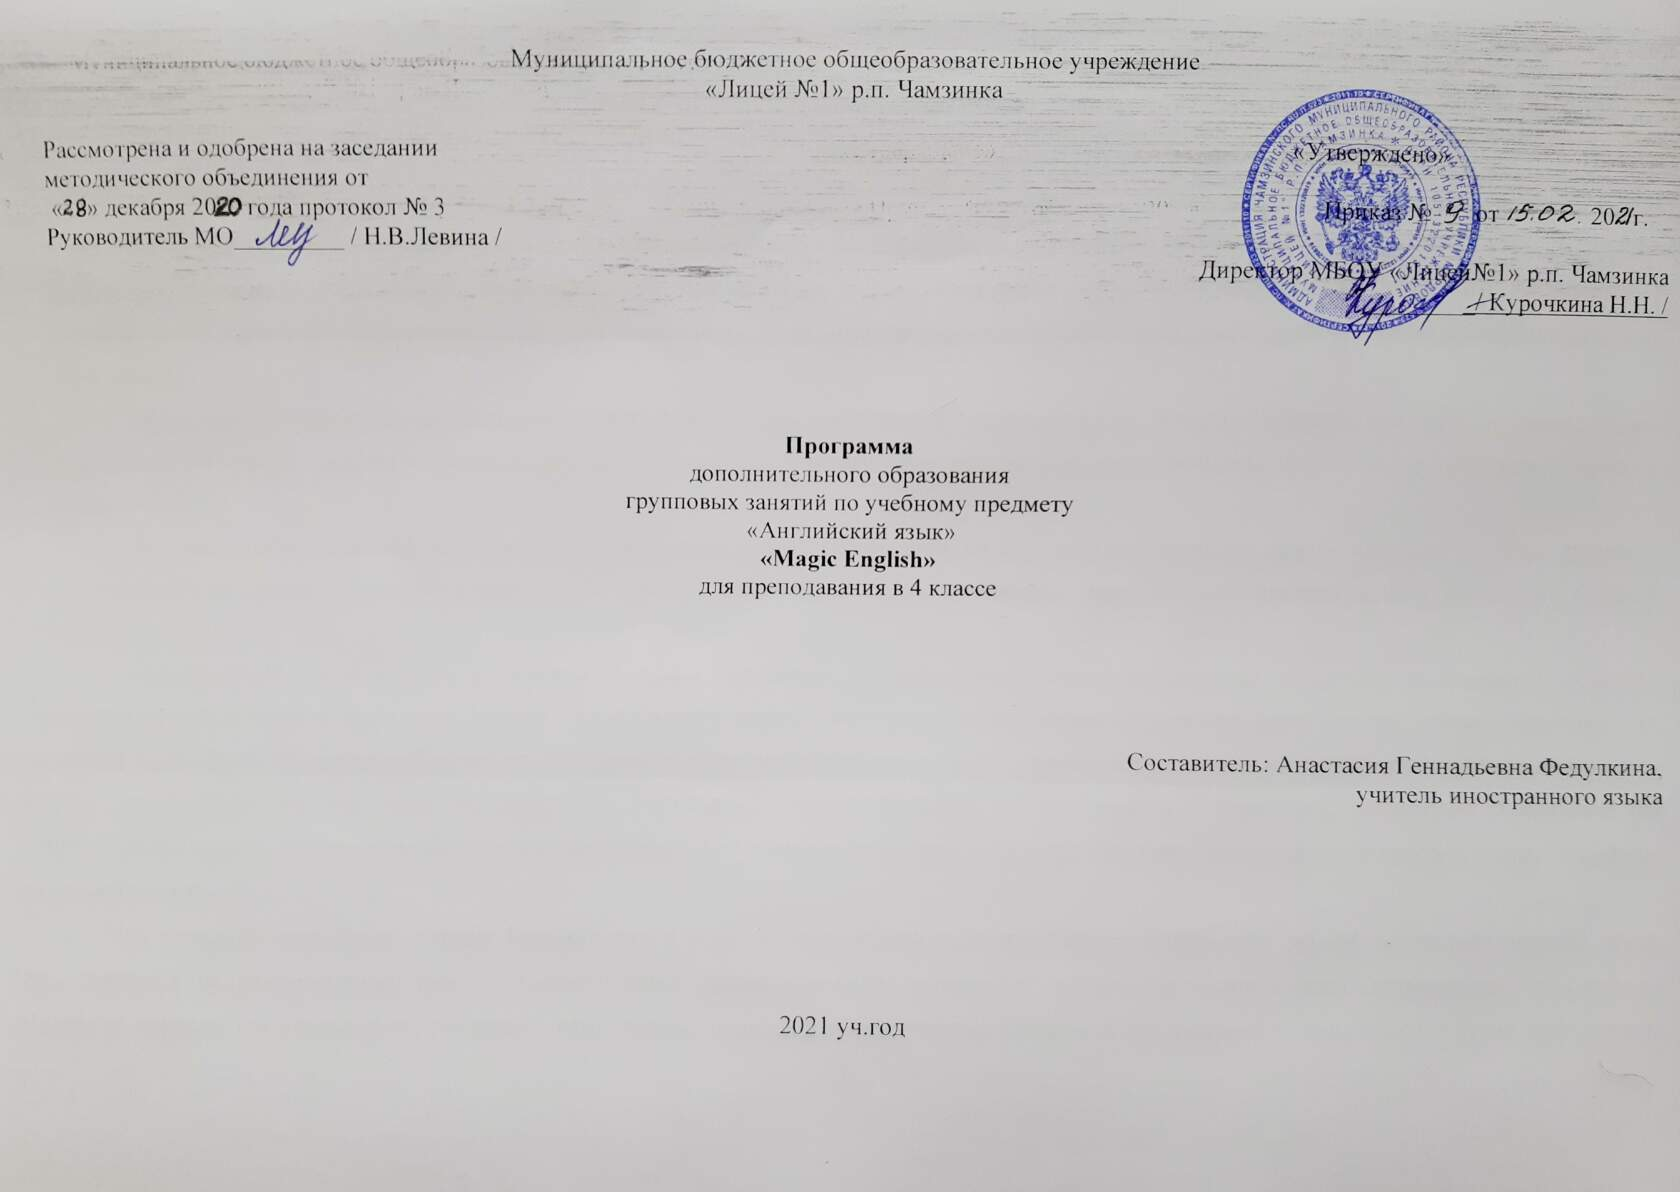 Муниципальное бюджетное общеобразовательное учреждение
«Лицей №1» р.п. Чамзинка
Рассмотрена и одобрена на заседании
методического объединения от
«28» декабря 2020 года протокол № 3
Руководитель МО / Н.В.Левина /
«Утверждено»
Приказ № 9 от 15.02. 2021г.
Директор МБОУ «Лицей№1» р.п. Чамзинка
Курочкина Н.Н. /
Программа
дополнительного образования
групповых занятий по учебному предмету
«Английский язык»
«Magic English»
для преподавания в 4 классе
Составитель: Анастасия Геннадьевна Федулкина,
учитель иностранного языка
2021 уч.год